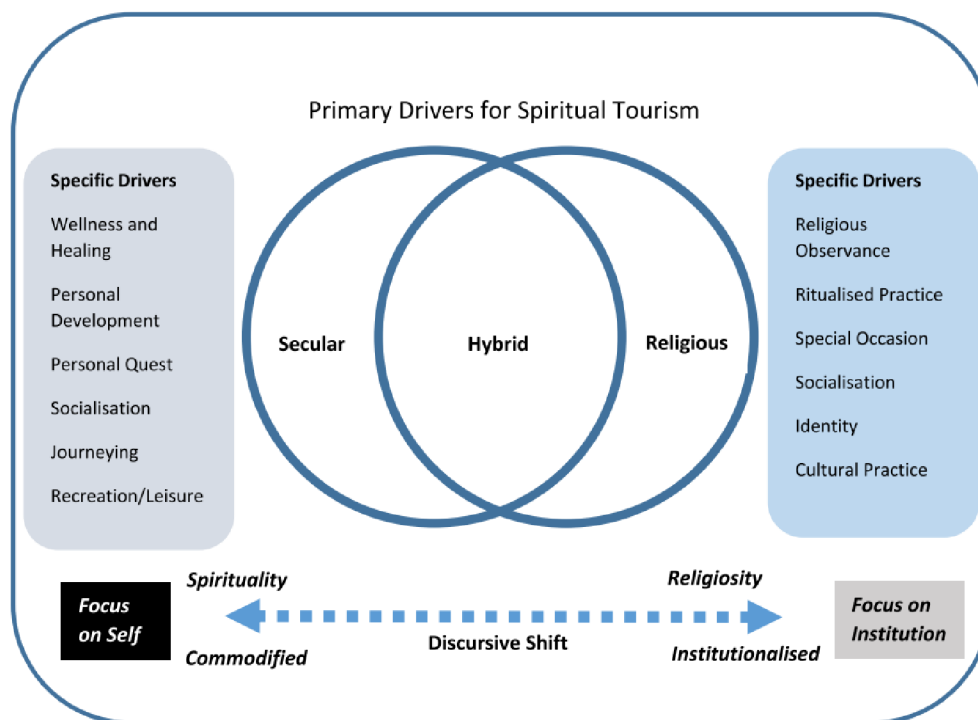 Primary Drivers for Spiritual Tourism
Specific Drivers
Wellness and
Healing
Personal
Development
Personal Quest
Socialisation
Journeying
Recreation/Leisure
Secular
Hybrid
Religious
Specific Drivers
Religious
Observance
Ritualised Practice
Special Occasion
Socialisation
Identity
Cultural Practice
Focus
on Self
Spirituality
Commodified
Discursive Shift
Religiosity
Institutionalised
Focus on
Institution